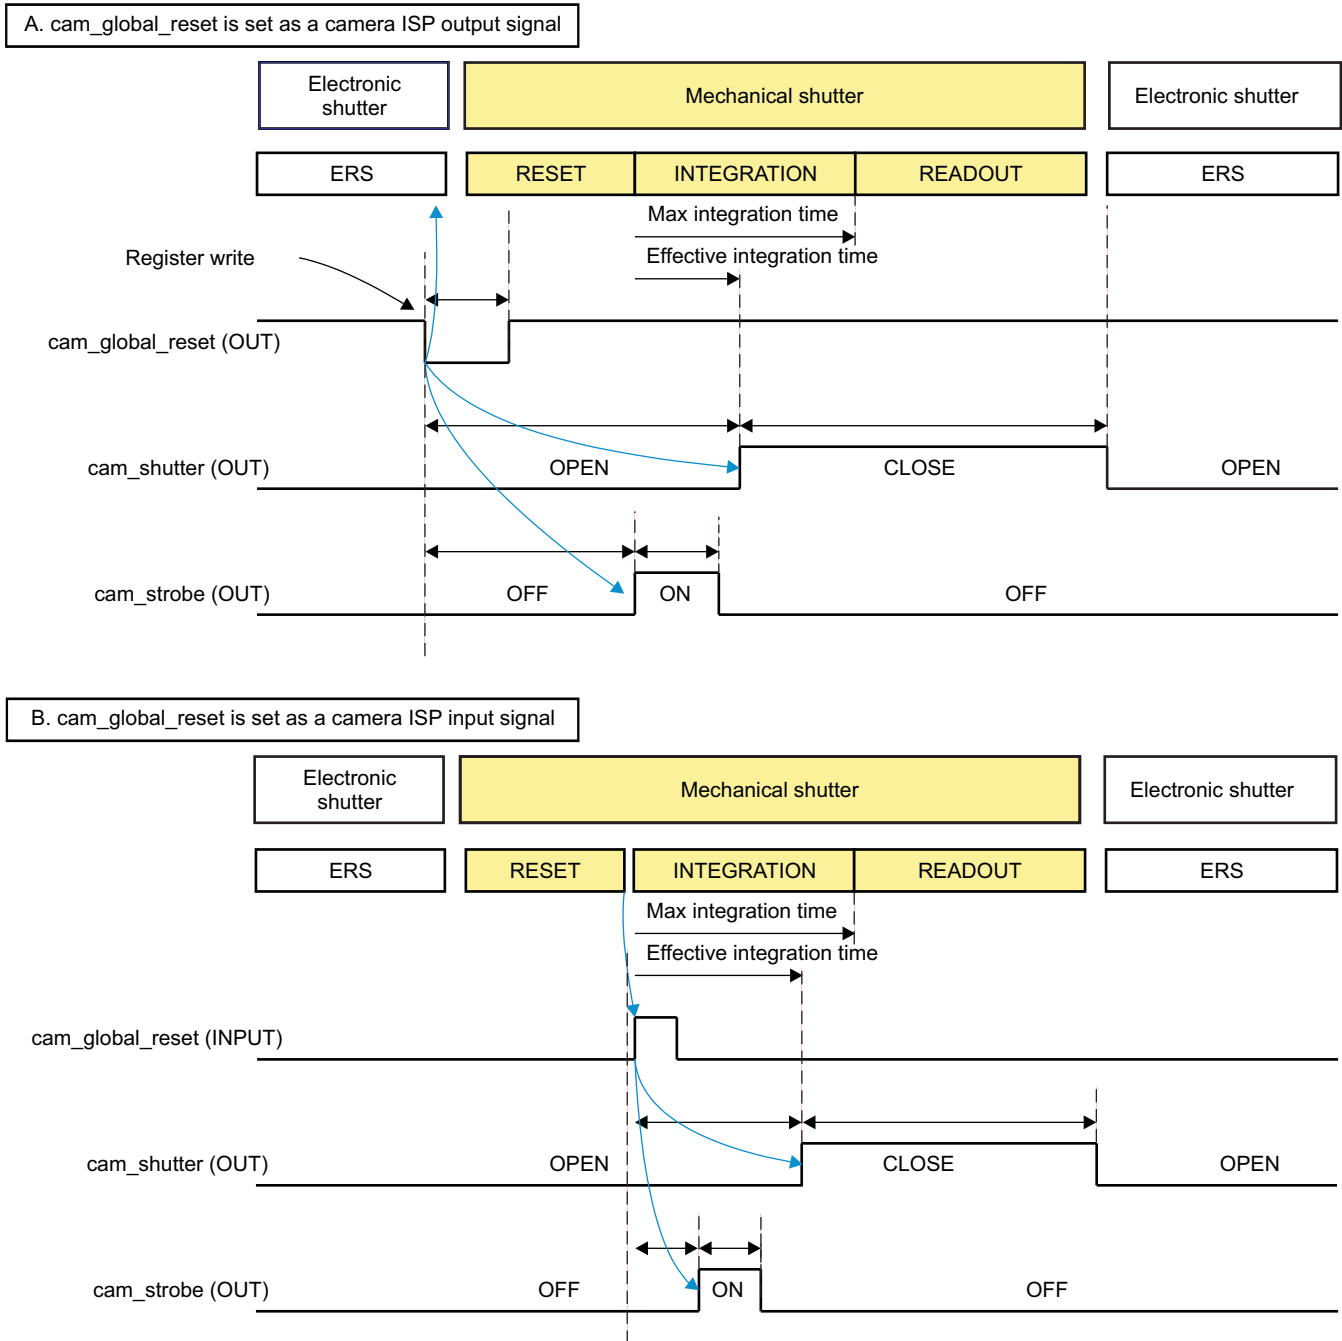 A. cam_global_reset is set as a camera ISP output signal
Electronic
shutter
Mechanical shutter
Electronic shutter
ERS
RESET
INTEGRATION
READOUT
ERS
Max integration time
Effective integration time
Register write
cam_global_reset (OUT)
cam_shutter (OUT)
OPEN
CLOSE
OPEN
cam_strobe (OUT)
OFF
ON
OFF
B. cam_global_reset is set as a camera ISP input signal
Electronic
shutter
Mechanical shutter
Electronic shutter
ERS
RESET
INTEGRATION
READOUT
ERS
Max integration time
Effective integration time
cam_global_reset (INPUT)
cam_shutter (OUT)
OPEN
CLOSE
OPEN
cam_strobe (OUT)
OFF
ON
OFF